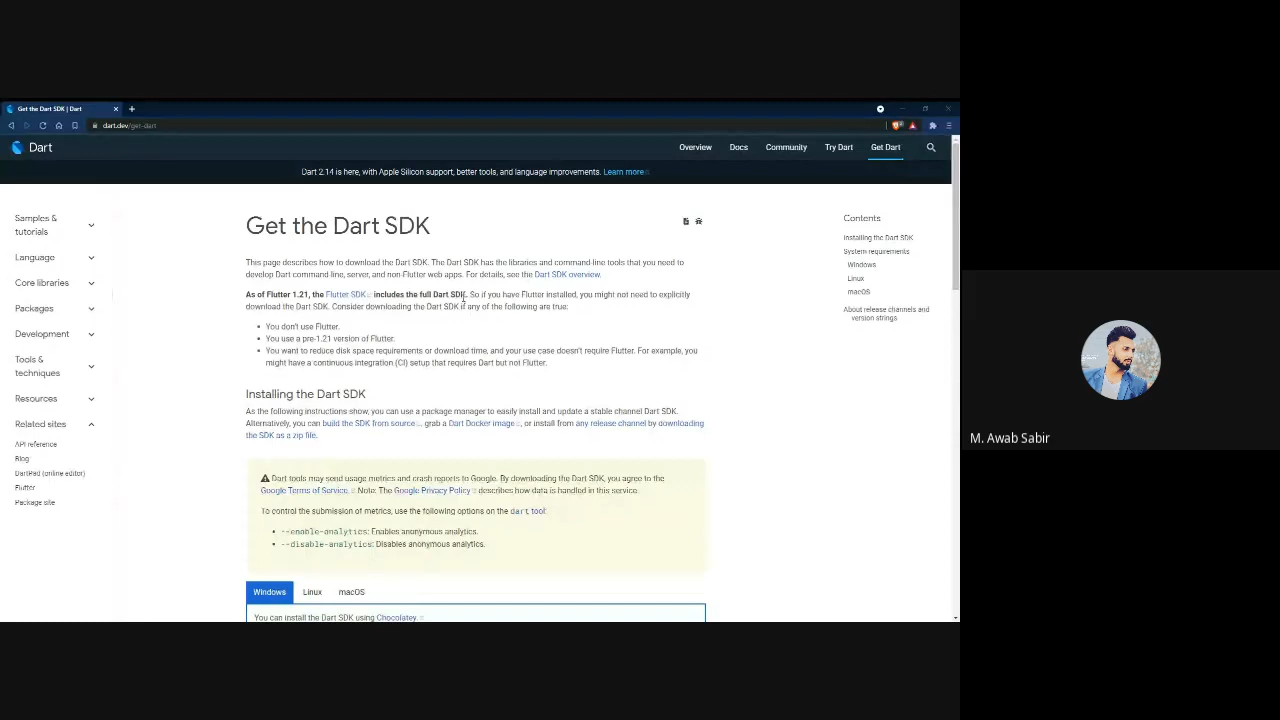 Get the Dart SDK | Dart
dart.dev/get-dart
Dart
Overview
Docs
Community
Try Dart
Get Dart
Dart 2.14 is here, with Apple Silicon support, better tools, and language improvements. Learn more
Samples &
tutorials
Language
Core libraries
Packages
Development
Tools &
techniques
Resources
Related sites
API reference
Blog
DartPad (online editor)
Flutter
Package site
Get the Dart SDK
This page describes how to download the Dart SDK. The Dart SDK has the libraries and command-line tools that you need to
develop Dart command-line, server, and non-Flutter web apps. For details, see the Dart SDK overview.
As of Flutter 1.21, the Flutter SDK includes the full Dart SDK. So if you have Flutter installed, you might not need to explicitly
download the Dart SDK. Consider downloading the Dart SDK if any of the following are true:
You don't use Flutter.
You use a pre-1.21 version of Flutter.
You want to reduce disk space requirements or download time, and your use case doesn't require Flutter. For example, you
might have a continuous integration (CI) setup that requires Dart but not Flutter.
Installing the Dart SDK
As the following instructions show, you can use a package manager to easily install and update a stable channel Dart SDK.
Alternatively, you can build the SDK from source, grab a Dart Docker image, or install from any release channel by downloading
the SDK as a zip file.
Dart tools may send usage metrics and crash reports to Google. By downloading the Dart SDK, you agree to the
Google Terms of Service. Note: The Google Privacy Policy describes how data is handled in this service.
To control the submission of metrics, use the following options on the dart tool:
--enable-analytics: Enables anonymous analytics.
--disable-analytics: Disables anonymous analytics.
Windows
Linux
macOS
You can install the Dart SDK using Chocolatey.
Contents
Installing the Dart SDK
System requirements
Windows
Linux
macOS
About release channels and
version strings
M. Awab Sabir